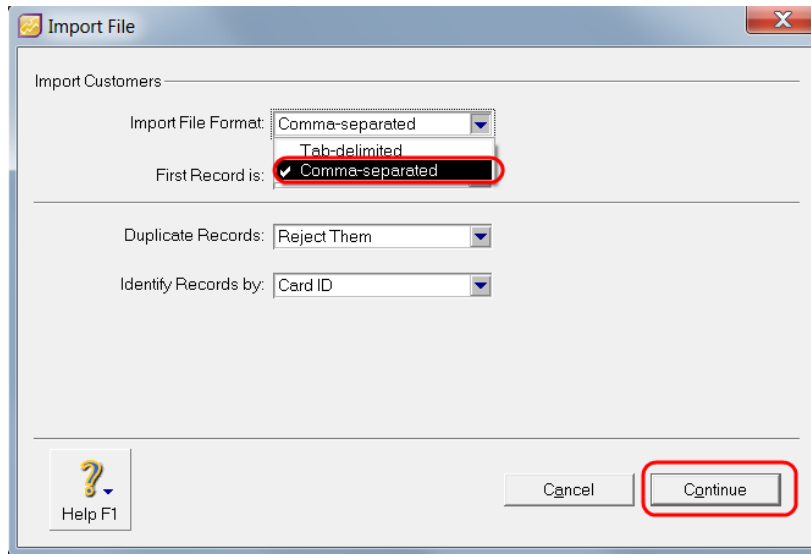 Import File
Import Customers
Import File Format: Comma-separated
Tab-delimited
First Record is: ✓ Comma-separated
Duplicate Records: Reject Them
Identify Records by: Card ID
Help F1
Cancel
Continue